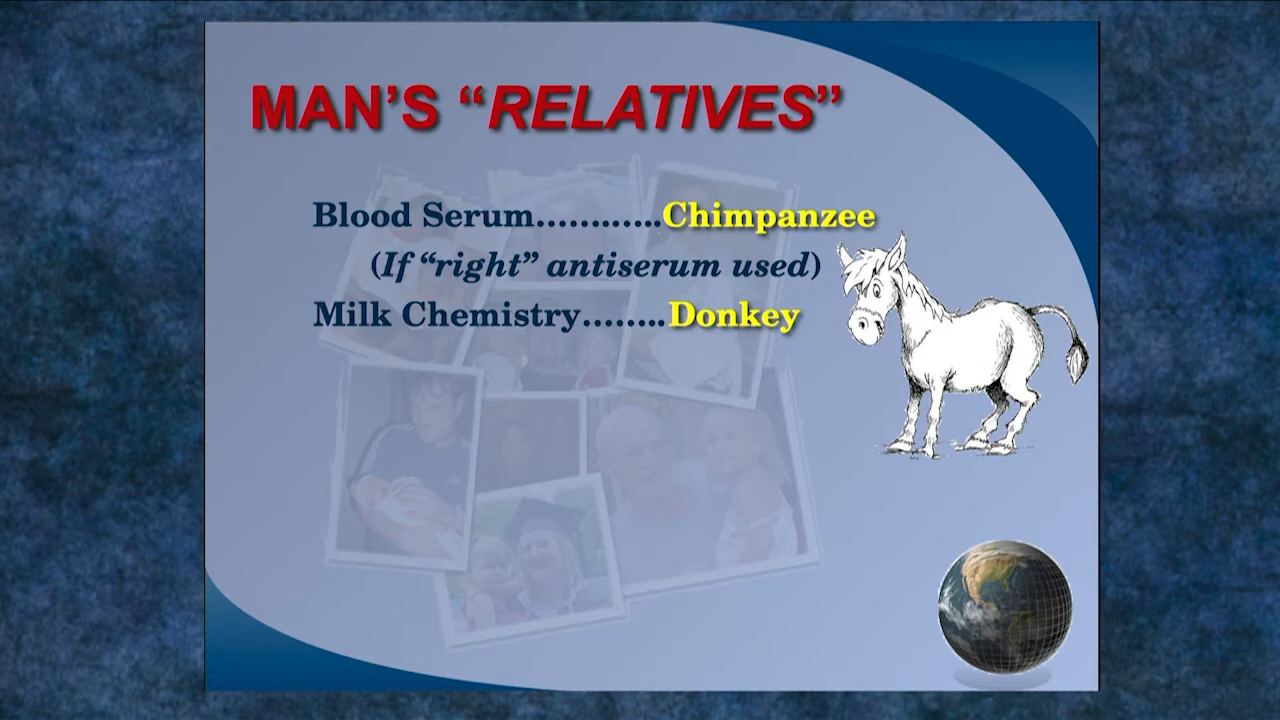 MAN’S “RELATIVES”
Blood Serum.............Chimpanzee
(If “right” antiserum used)
Milk Chemistry........Donkey